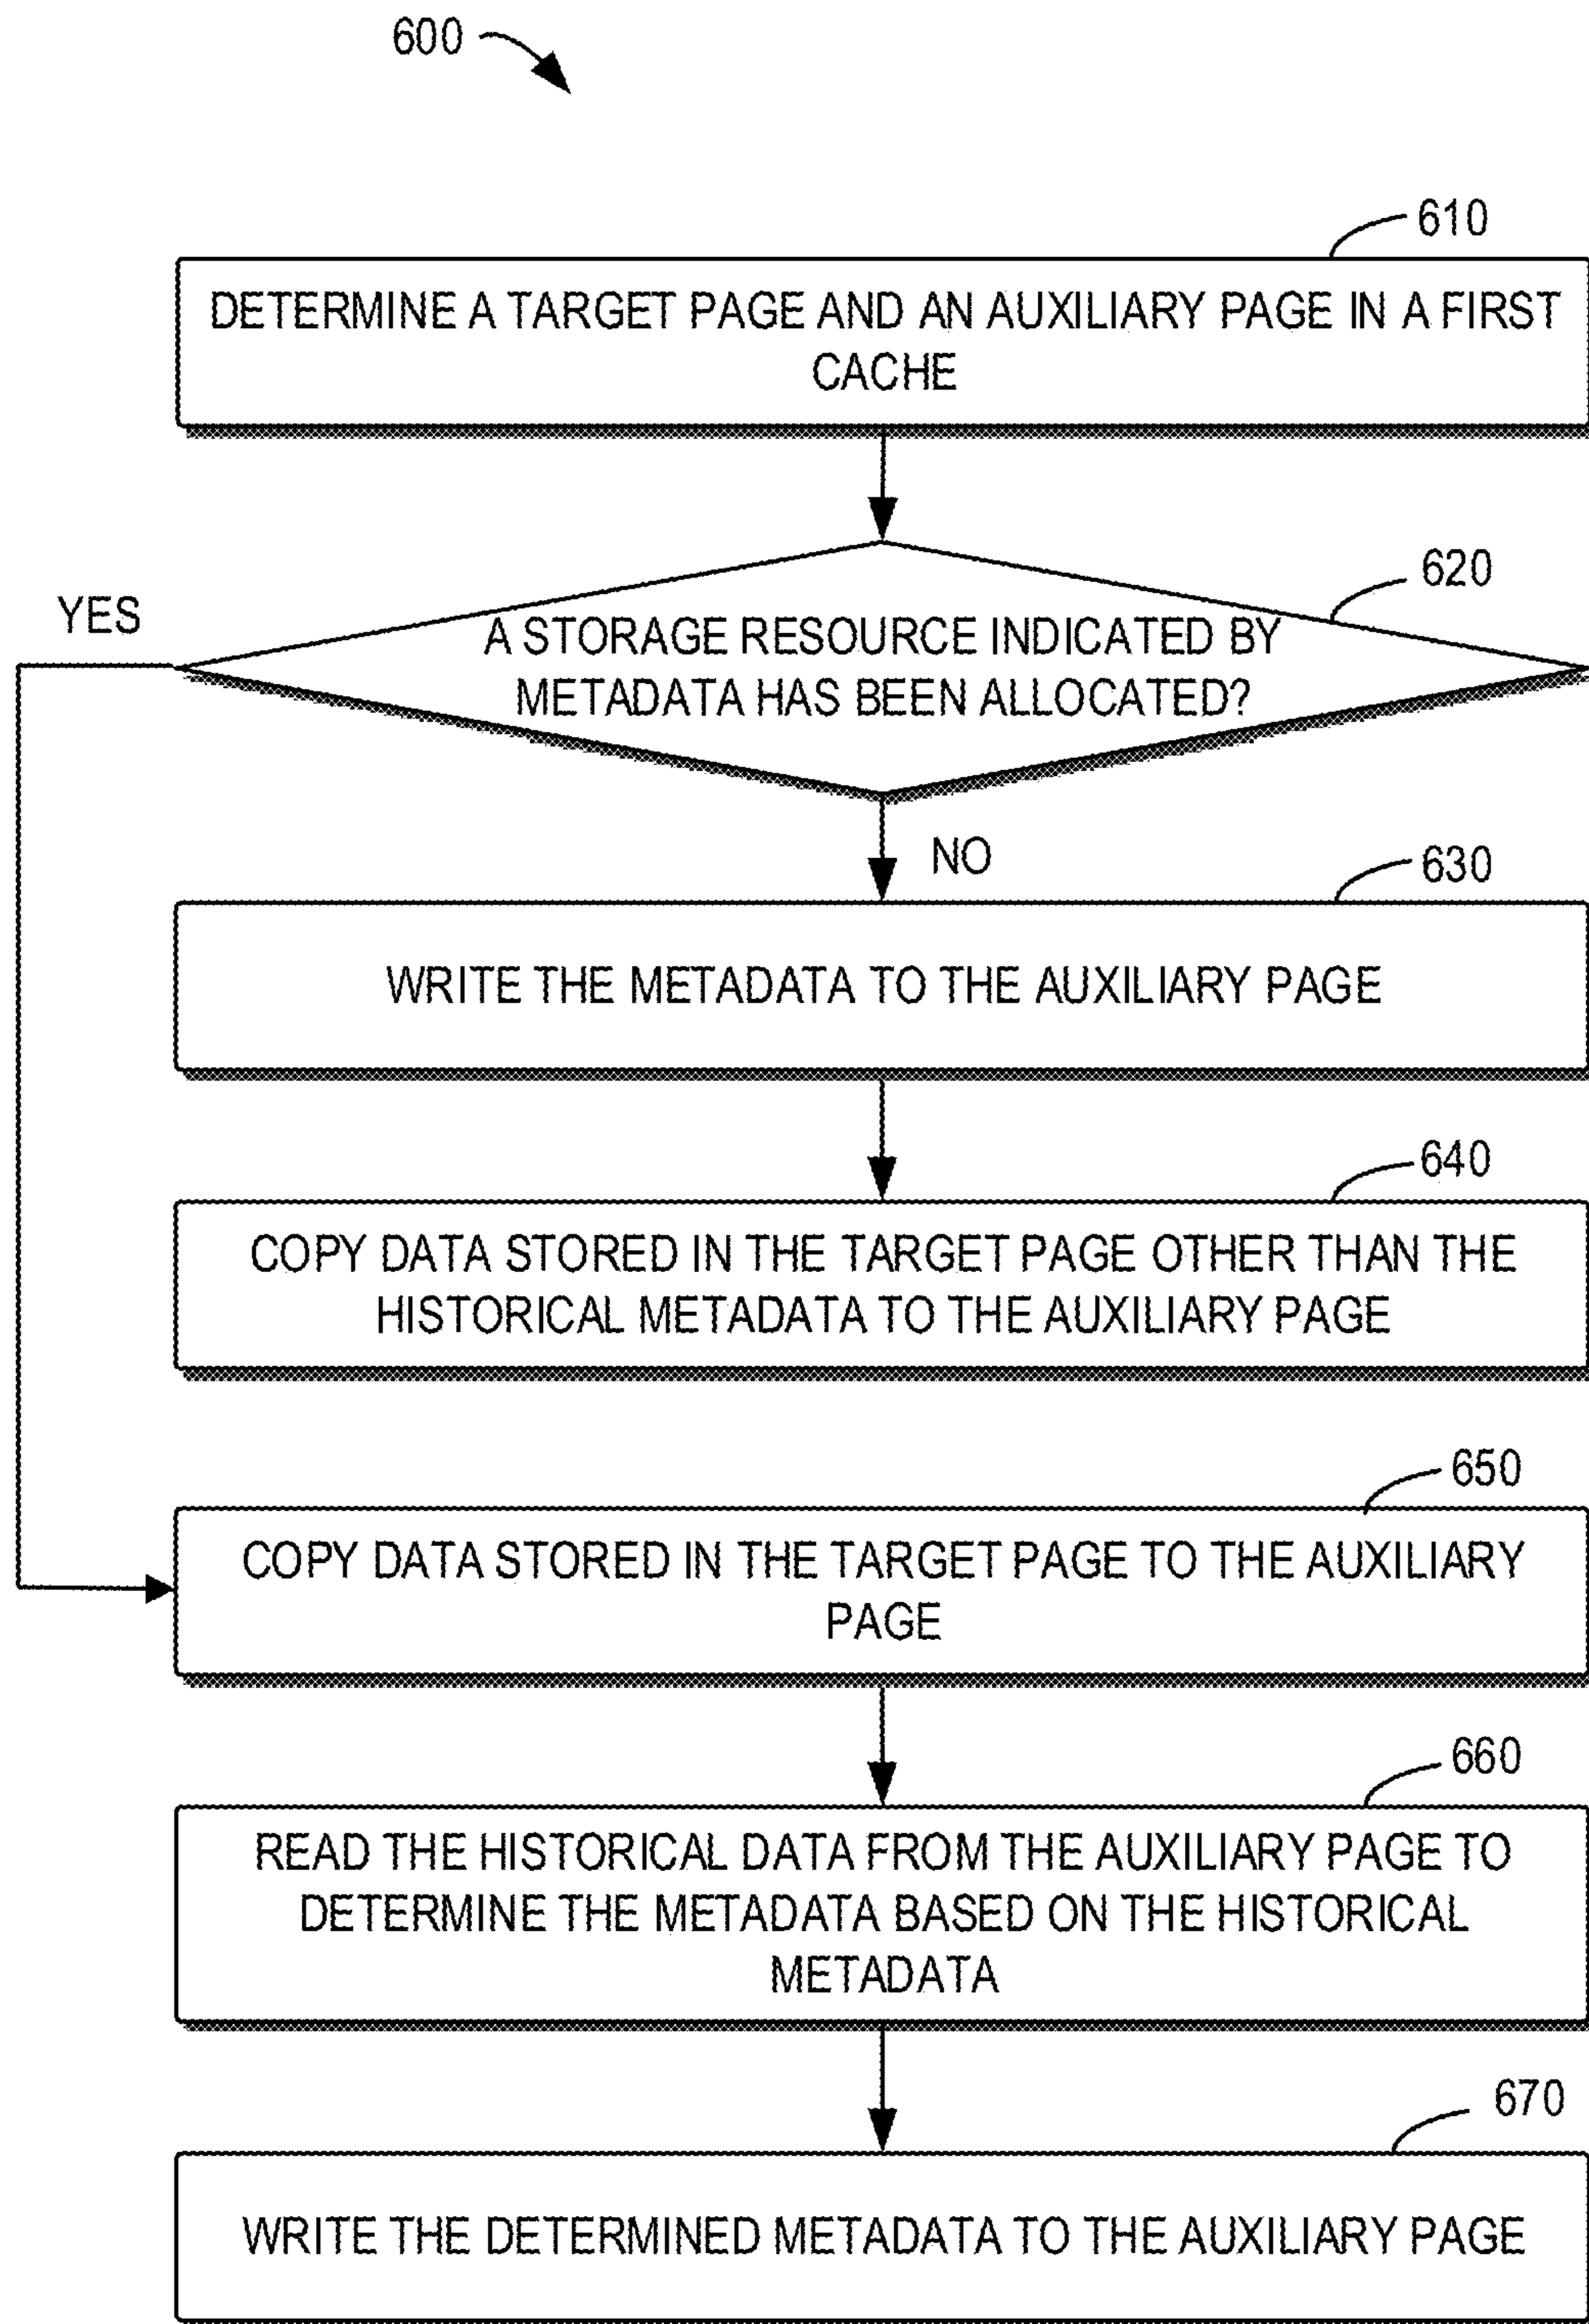 600
610
DETERMINE A TARGET PAGE AND AN AUXILIARY PAGE IN A FIRST
CACHE
620
YES
A STORAGE RESOURCE INDICATED BY
METADATA HAS BEEN ALLOCATED?
NO
630
WRITE THE METADATA TO THE AUXILIARY PAGE
640
COPY DATA STORED IN THE TARGET PAGE OTHER THAN THE
HISTORICAL METADATA TO THE AUXILIARY PAGE
650
COPY DATA STORED IN THE TARGET PAGE TO THE AUXILIARY
PAGE
660
READ THE HISTORICAL DATA FROM THE AUXILIARY PAGE TO
DETERMINE THE METADATA BASED ON THE HISTORICAL
METADATA
670
WRITE THE DETERMINED METADATA TO THE AUXILIARY PAGE